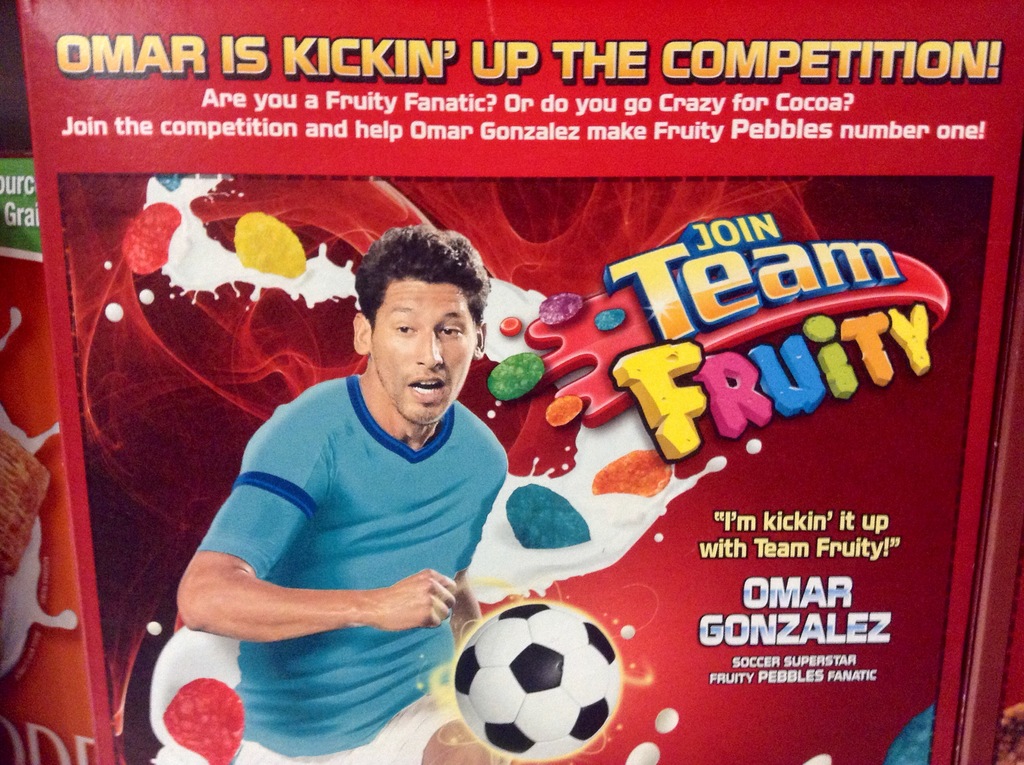 OMAR IS KICKIN' UP THE COMPETITION!
Are you a Fruity Fanatic? Or do you go Crazy for Cocoa?
Join the competition and help Omar Gonzalez make Fruity Pebbles number one!
Grai
JOIN
Team
FRUiTY
"I'm kickin' it up
with Team Fruity!"
OMAR
GONZALEZ
SOCCER SUPERSTAR
FRUITY PEBBLES FANATIC